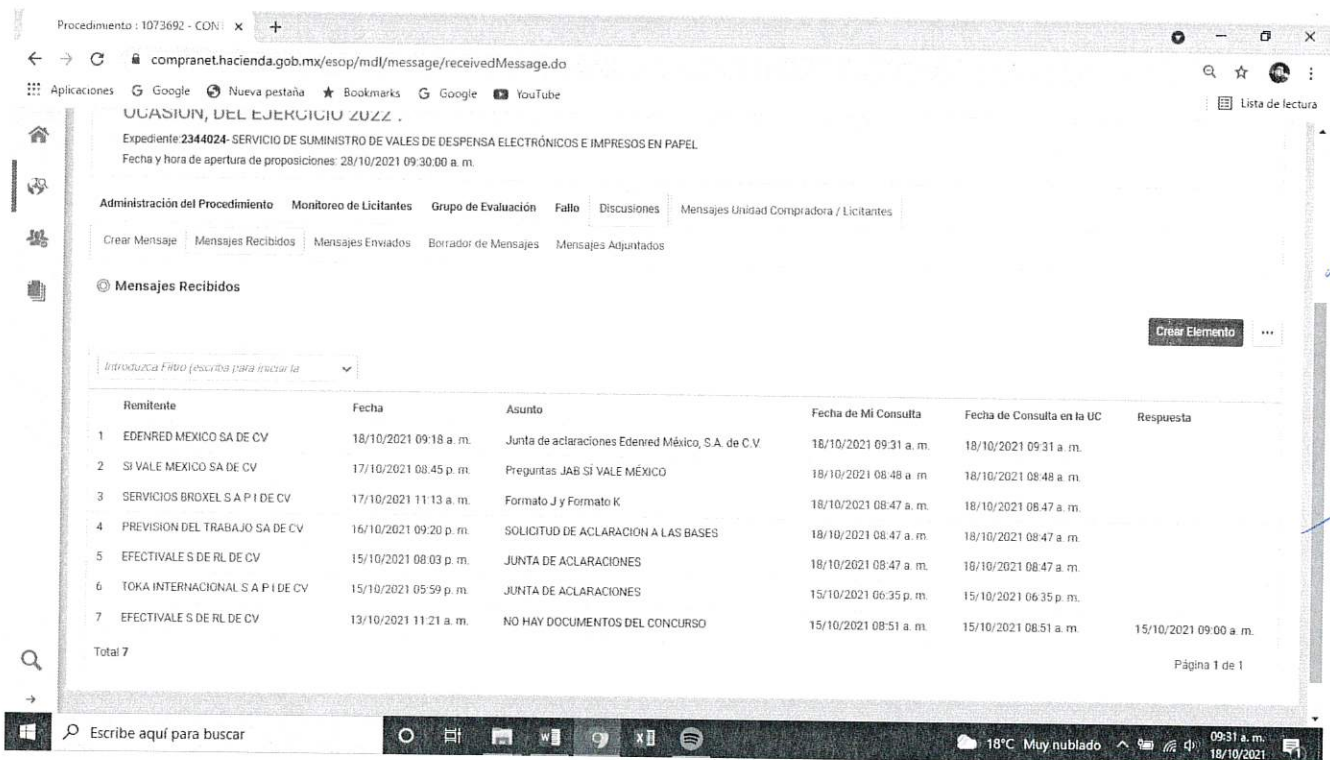 Procedimiento : 1073692 - CON
compranet.hacienda.gob.mx/esop/mdl/message/receivedMessage.do
Aplicaciones G Google Nueva pestaña Bookmarks G Google YouTube
Lista de lectura
OCASIÓN, DEL EJERCICIO 2022 .
Expediente:2344024- SERVICIO DE SUMINISTRO DE VALES DE DESPENSA ELECTRÓNICOS E IMPRESOS EN PAPEL
Fecha y hora de apertura de proposiciones: 28/10/2021 09:30:00 a. m.
Administración del Procedimiento Monitoreo de Licitantes Grupo de Evaluación Fallo Discusiones Mensajes Unidad Compradora / Licitantes
Crear Mensaje Mensajes Recibidos Mensajes Enviados Borrador de Mensajes Mensajes Adjuntados
Mensajes Recibidos
Crear Elemento ...
Introduzca Filtro (escriba para iniciar la
Remitente Fecha Asunto Fecha de Mi Consulta Fecha de Consulta en la UC Respuesta
1 EDENRED MEXICO SA DE CV 18/10/2021 09:18 a. m. Junta de aclaraciones Edenred México, S.A. de C.V. 18/10/2021 09:31 a. m. 18/10/2021 09:31 a. m.
2 SI VALE MEXICO SA DE CV 17/10/2021 08:45 p. m. Preguntas JAB SÍ VALE MÉXICO 18/10/2021 08:48 a. m. 18/10/2021 08:48 a. m.
3 SERVICIOS BROXEL S A P I DE CV 17/10/2021 11:13 a. m. Formato J y Formato K 18/10/2021 08:47 a. m. 18/10/2021 08:47 a. m.
4 PREVISION DEL TRABAJO SA DE CV 16/10/2021 09:20 p. m. SOLICITUD DE ACLARACION A LAS BASES 18/10/2021 08:47 a. m. 18/10/2021 08:47 a. m.
5 EFECTIVALE S DE RL DE CV 15/10/2021 08:03 p. m. JUNTA DE ACLARACIONES 18/10/2021 08:47 a. m. 18/10/2021 08:47 a. m.
6 TOKA INTERNACIONAL S A P I DE CV 15/10/2021 05:59 p. m. JUNTA DE ACLARACIONES 15/10/2021 06:35 p. m. 15/10/2021 06:35 p. m.
7 EFECTIVALE S DE RL DE CV 13/10/2021 11:21 a. m. NO HAY DOCUMENTOS DEL CONCURSO 15/10/2021 08:51 a. m. 15/10/2021 08:51 a. m. 15/10/2021 09:00 a. m.
Total 7
Página 1 de 1
Escribe aquí para buscar
18°C Muy nublado
09:31 a. m.
18/10/2021